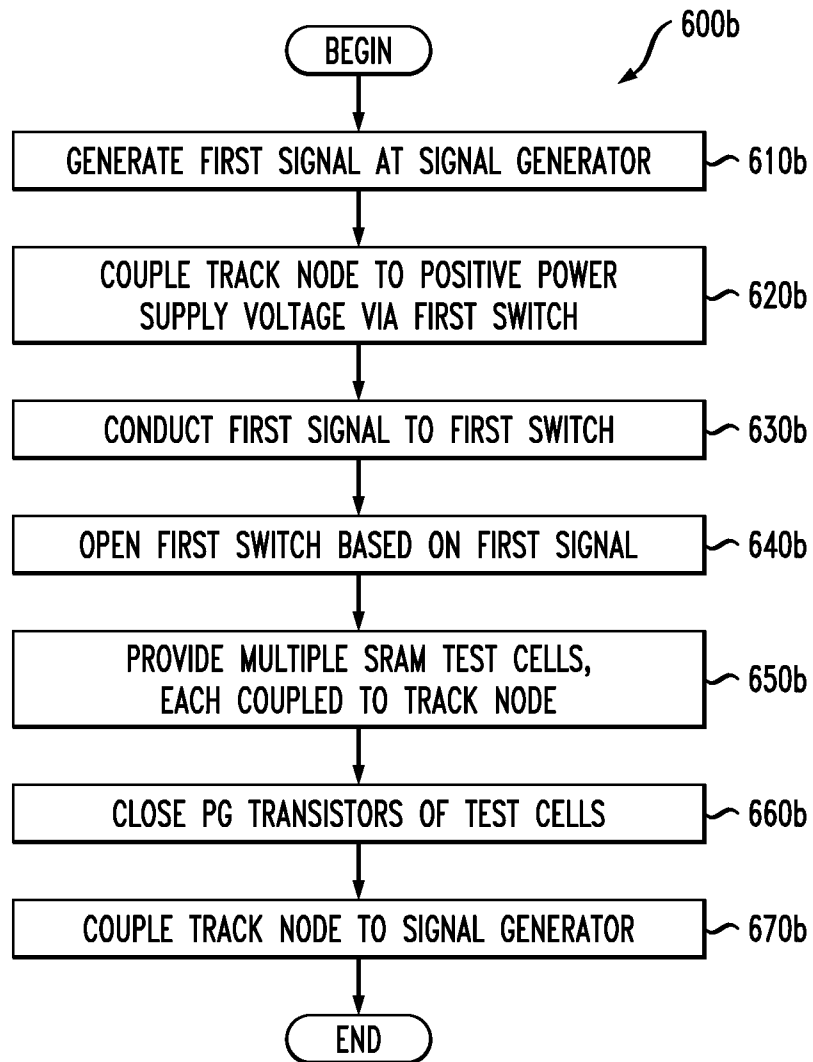 600b
BEGIN
GENERATE FIRST SIGNAL AT SIGNAL GENERATOR
610b
COUPLE TRACK NODE TO POSITIVE POWER
SUPPLY VOLTAGE VIA FIRST SWITCH
620b
CONDUCT FIRST SIGNAL TO FIRST SWITCH
630b
OPEN FIRST SWITCH BASED ON FIRST SIGNAL
640b
PROVIDE MULTIPLE SRAM TEST CELLS,
EACH COUPLED TO TRACK NODE
650b
CLOSE PG TRANSISTORS OF TEST CELLS
660b
COUPLE TRACK NODE TO SIGNAL GENERATOR
670b
END